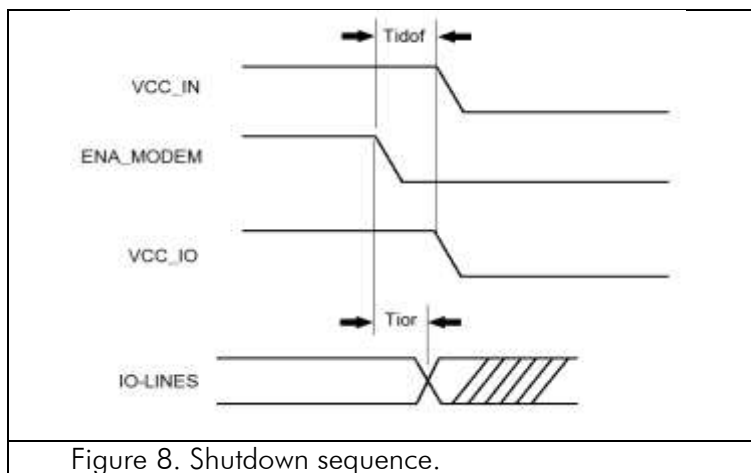 Tidof
VCC_IN
ENA_MODEM
VCC_IO
Tior
IO-LINES
Figure 8. Shutdown sequence.